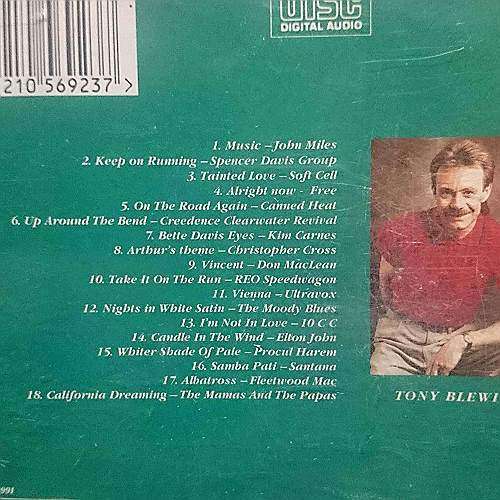 DISC
DIGITAL AUDIO
210 569237 >
1. Music – John Miles
2. Keep on Running – Spencer Davis Group
3. Tainted Love – Soft Cell
4. Alright now - Free
5. On The Road Again – Canned Heat
6. Up Around The Bend – Creedence Clearwater Revival
7. Bette Davis Eyes – Kim Carnes
8. Arthur's theme – Christopher Cross
9. Vincent – Don MacLean
10. Take It On The Run – REO Speedwagon
11. Vienna – Ultravox
12. Nights in White Satin – The Moody Blues
13. I'm Not In Love – 10 C C
14. Candle In The Wind – Elton John
15. Whiter Shade Of Pale – Procul Harem
16. Samba Pati – Santana
17. Albatross – Fleetwood Mac
18. California Dreaming – The Mamas And The Papas
TONY BLEWI
1991